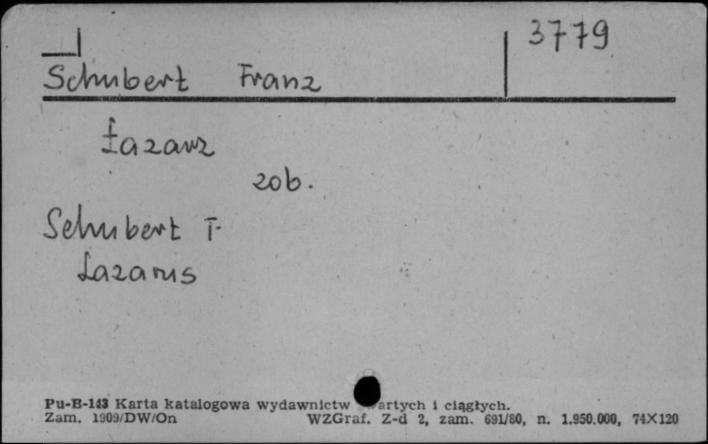 3779
Schubert Franz
Łazarz
zob.
Schubert F.
Lazarus
Pu-B-143 Karta katalogowa wydawnictw artych i ciągłych.
Zam. 1909/DW/On WZGraf. Z-d 2, zam. 691/80, n. 1.950.000, 74X120